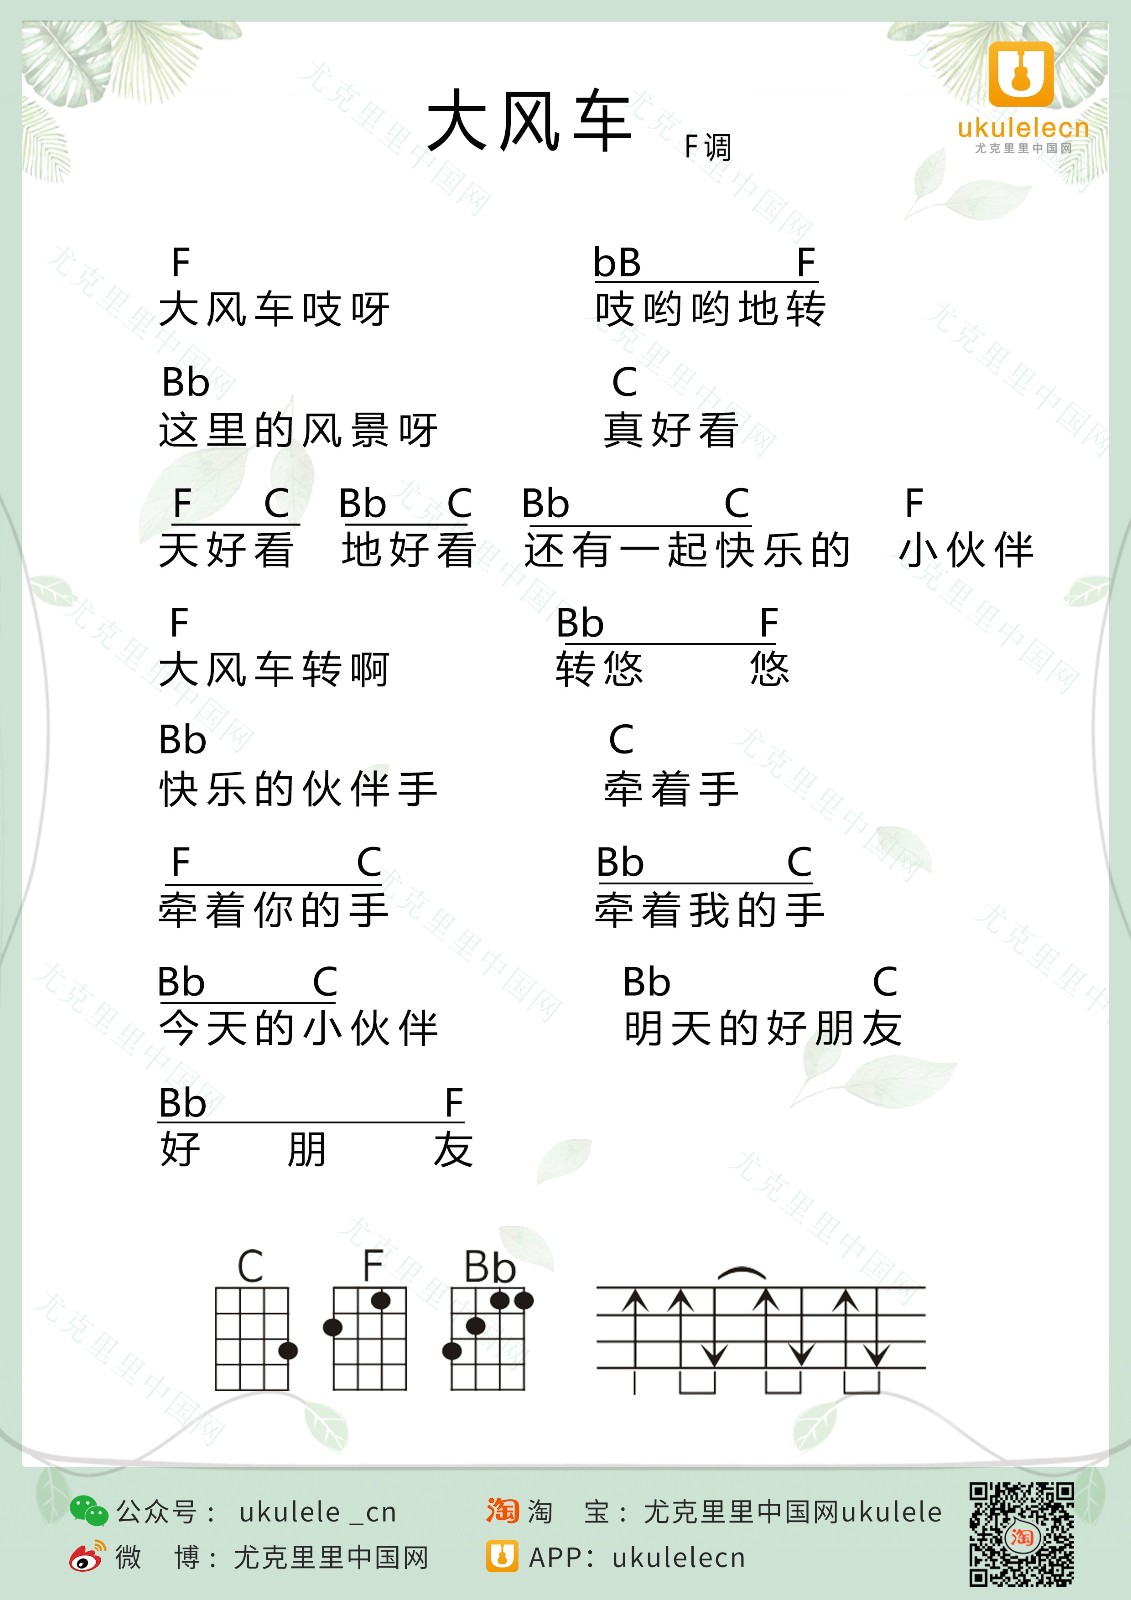 大风车 F调
ukulelecn
尤克里里中国网
F bB F
大风车吱呀 吱哟哟地转
Bb C
这里的风景呀 真好看
F C Bb C Bb C F
天好看 地好看 还有一起快乐的 小伙伴
F Bb F
大风车转啊 转悠 悠
Bb C
快乐的伙伴手 牵着手
F C Bb C
牵着你的手 牵着我的手
Bb C Bb C
今天的小伙伴 明天的好朋友
Bb F
好 朋 友
C F Bb
公众号： ukulele _cn 淘 淘 宝：尤克里里中国网ukulele
微 博：尤克里里中国网 APP：ukulelecn
淘